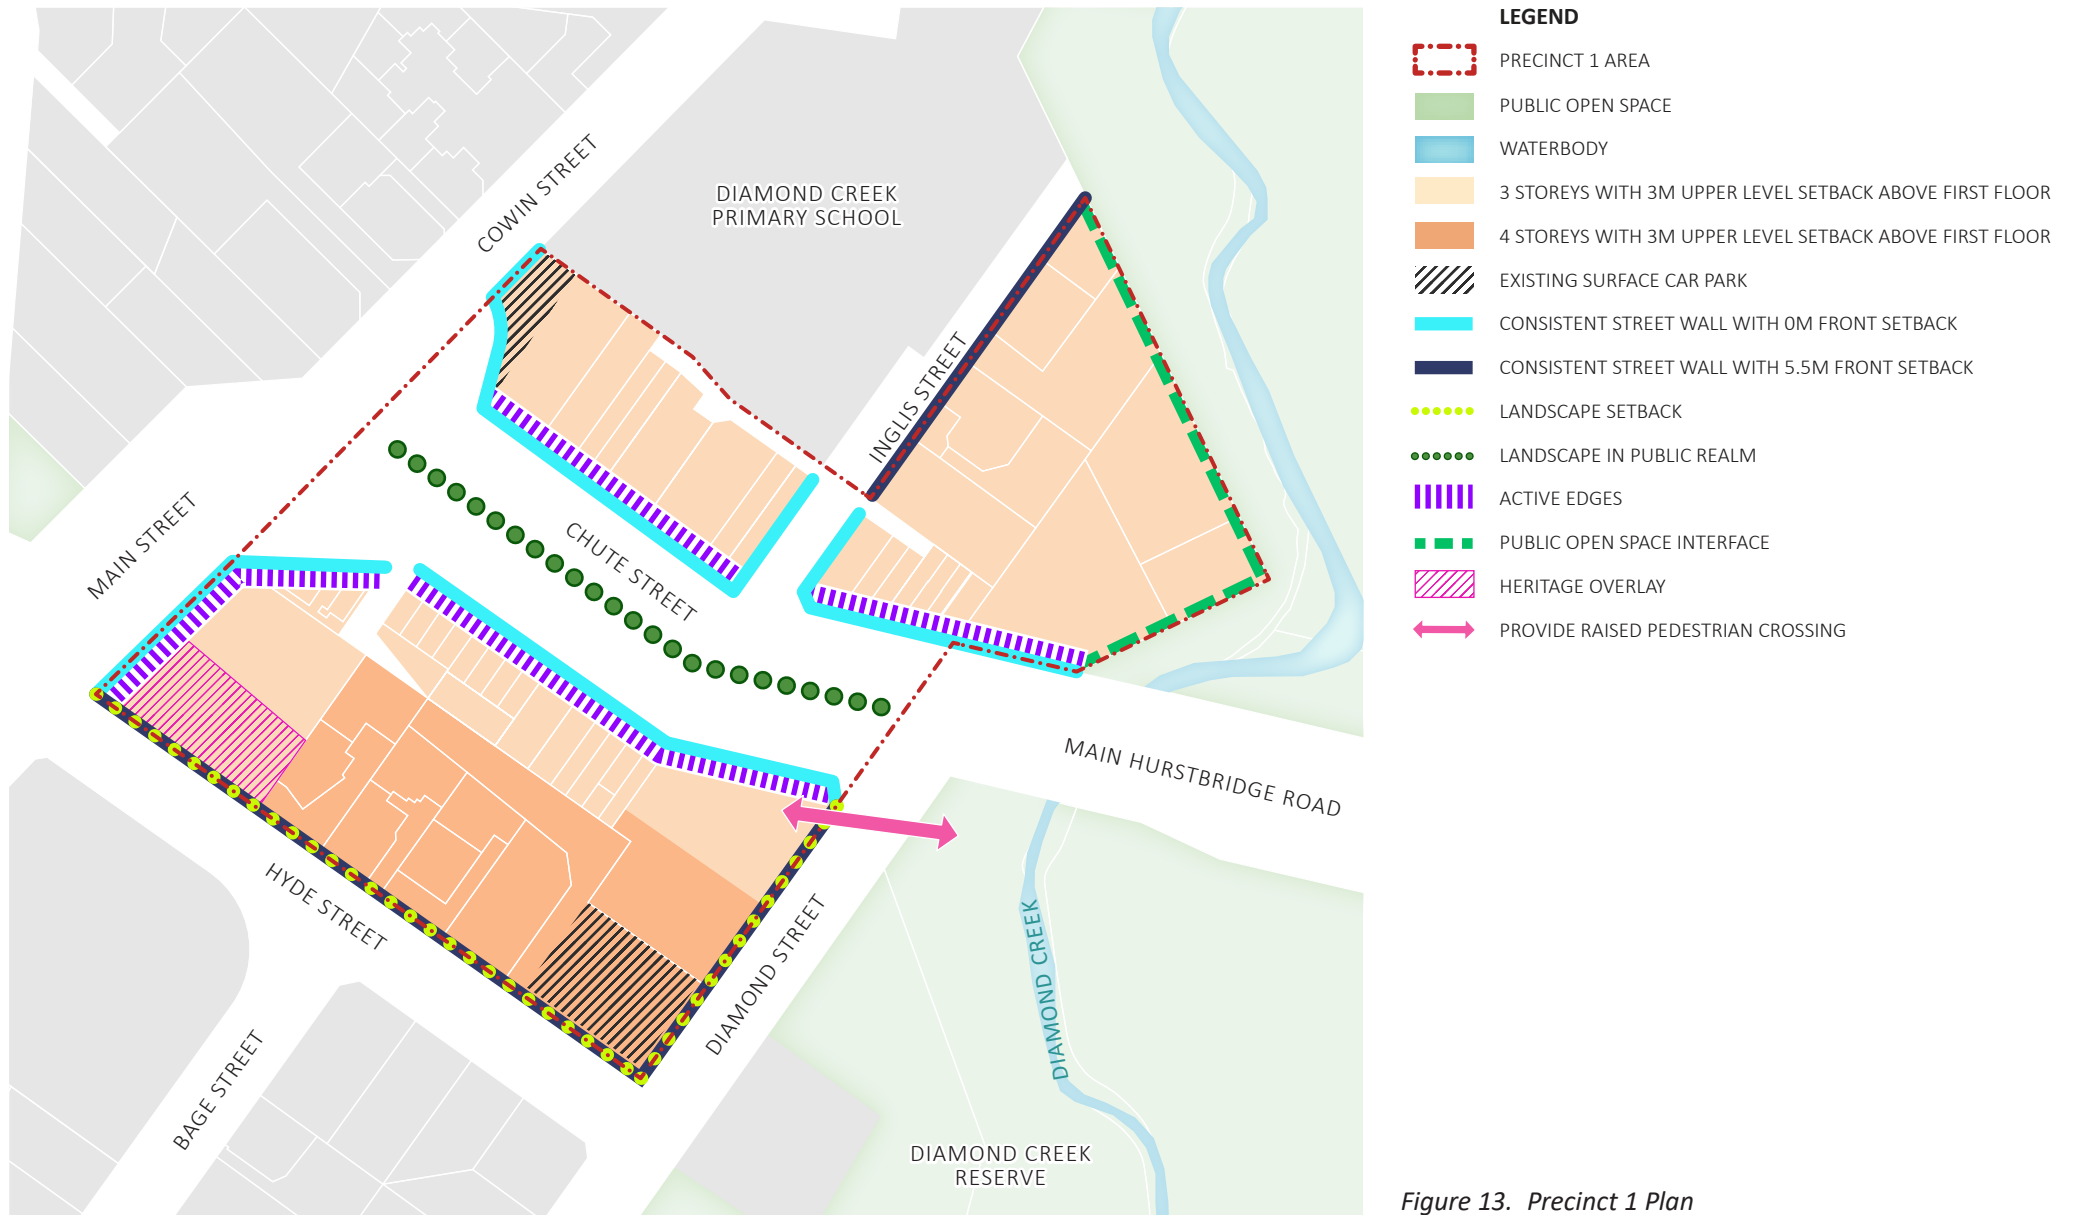 COWIN STREET
DIAMOND CREEK
PRIMARY SCHOOL
INGLIS STREET
MAIN STREET
CHUTE STREET
MAIN HURSTBRIDGE ROAD
HYDE STREET
DIAMOND STREET
DIAMOND CREEK
BAGE STREET
DIAMOND CREEK
RESERVE
LEGEND
PRECINCT 1 AREA
PUBLIC OPEN SPACE
WATERBODY
3 STOREYS WITH 3M UPPER LEVEL SETBACK ABOVE FIRST FLOOR
4 STOREYS WITH 3M UPPER LEVEL SETBACK ABOVE FIRST FLOOR
EXISTING SURFACE CAR PARK
CONSISTENT STREET WALL WITH 0M FRONT SETBACK
CONSISTENT STREET WALL WITH 5.5M FRONT SETBACK
LANDSCAPE SETBACK
LANDSCAPE IN PUBLIC REALM
ACTIVE EDGES
PUBLIC OPEN SPACE INTERFACE
HERITAGE OVERLAY
PROVIDE RAISED PEDESTRIAN CROSSING
Figure 13. Precinct 1 Plan